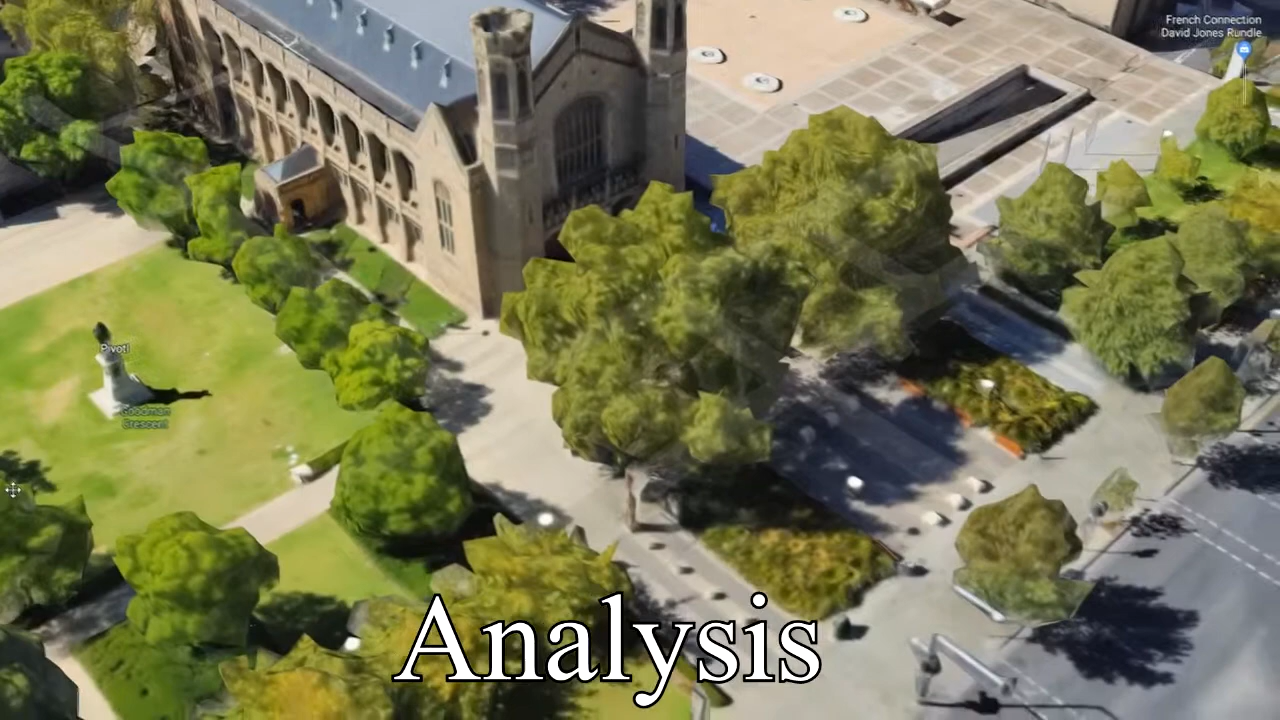 French Connection
David Jones Rundle
Pivot!
Goodman
Crescent
Analysis